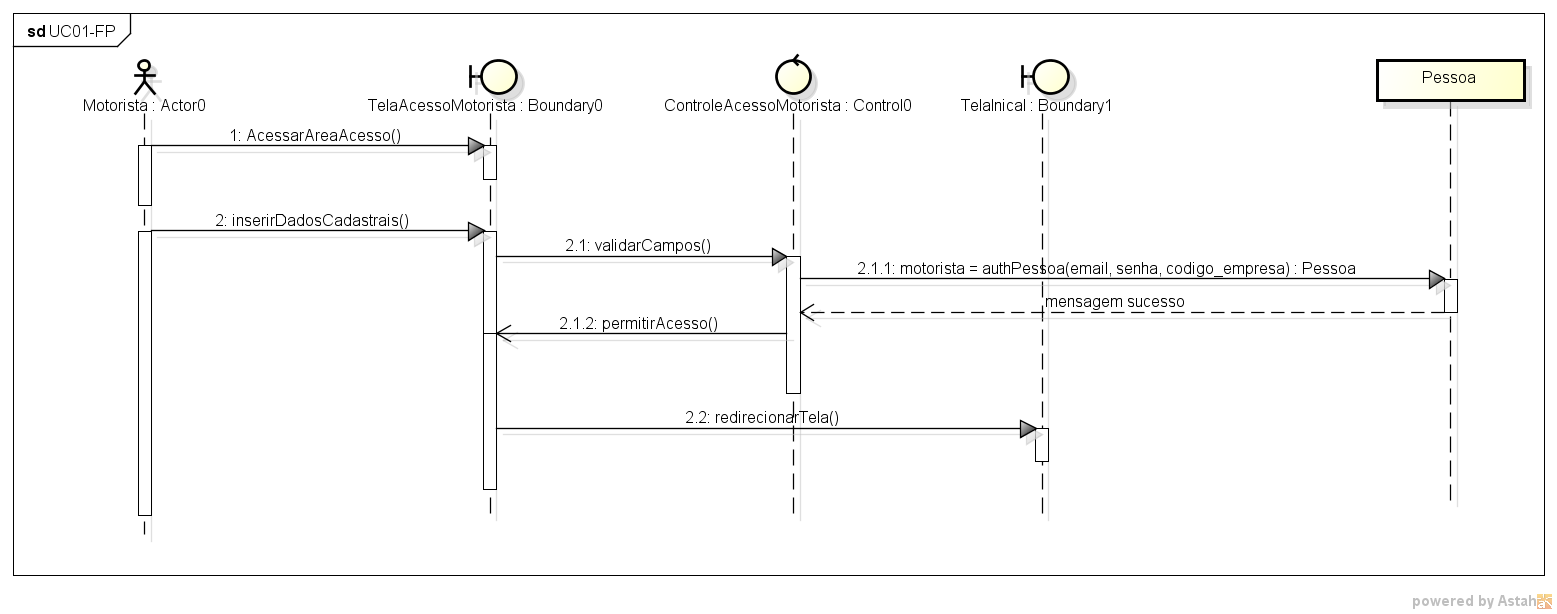 sd UC01-FP
Motorista : Actor0
TelaAcessoMotorista : Boundary0
ControleAcessoMotorista : Control0
TelaInical : Boundary1
Pessoa
1: AcessarAreaAcesso()
2: inserirDadosCadastrais()
2.1: validarCampos()
2.1.1: motorista = authPessoa(email, senha, codigo_empresa) : Pessoa
mensagem sucesso
2.1.2: permitirAcesso()
2.2: redirecionarTela()
powered by Astah